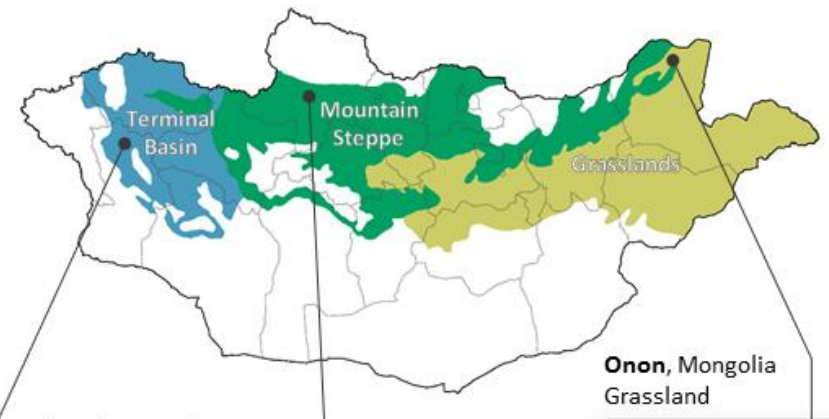 Terminal
Basin
Mountain
Steppe
Grasslands
Onon, Mongolia
Grassland